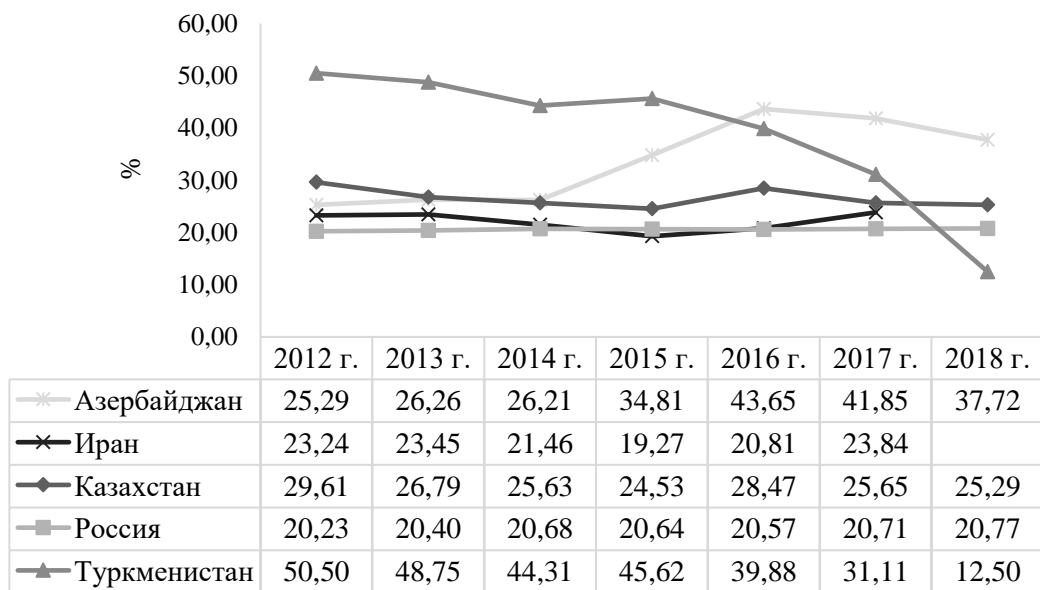 60,00
50,00
40,00
30,00
20,00
10,00
0,00
%
2012 г. 2013 г. 2014 г. 2015 г. 2016 г. 2017 г. 2018 г.
Азербайджан 25,29 26,26 26,21 34,81 43,65 41,85 37,72
Иран 23,24 23,45 21,46 19,27 20,81 23,84
Казахстан 29,61 26,79 25,63 24,53 28,47 25,65 25,29
Россия 20,23 20,40 20,68 20,64 20,57 20,71 20,77
Туркменистан 50,50 48,75 44,31 45,62 39,88 31,11 12,50